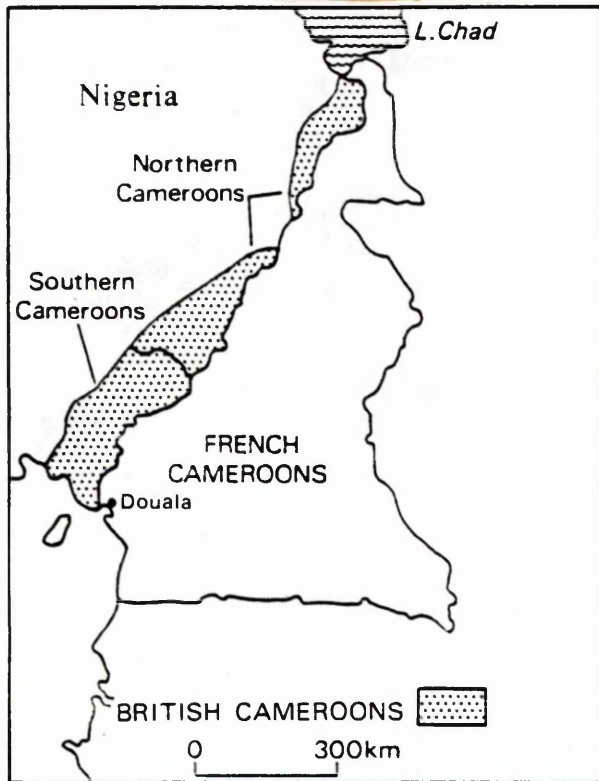 L.Chad
Nigeria
Northern
Cameroons
Southern
Cameroons
FRENCH
CAMEROONS
Douala
BRITISH CAMEROONS
0 300km